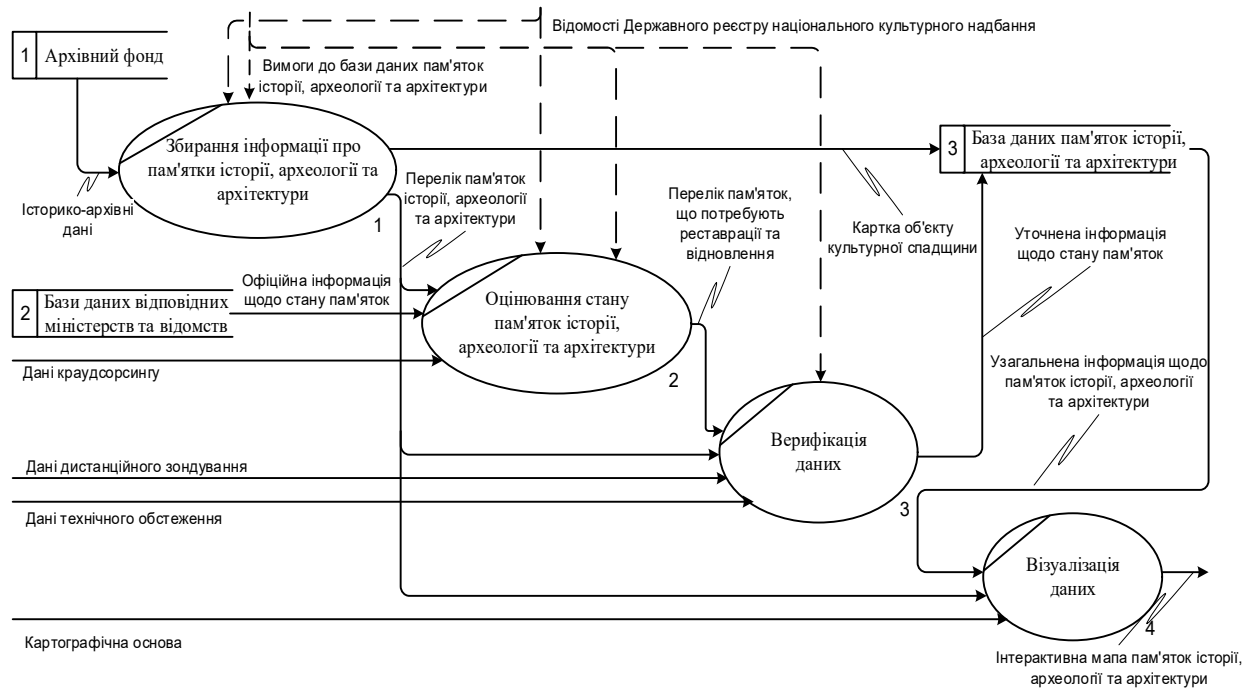 Відомості Державного реєстру національного культурного надбання
1 Архівний фонд
Вимоги до бази даних пам'яток
історії, археології та архітектури
Збирання інформації про
пам'ятки історії, археології та
архітектури
1
Історико-архівні
дані
3 База даних пам'яток історії,
археології та архітектури
Перелік пам'яток
історії, археології
та архітектури
Перелік пам'яток,
що потребують
реставрації та
відновлення
Картка об'єкту
культурної спадщини
Уточнена інформація
щодо стану пам'яток
Офіційна інформація
щодо стану пам'яток
2 Бази даних відповідних
міністерств та відомств
Оцінювання стану
пам'яток історії,
археології та архітектури
2
Дані краудсорсингу
Узагальнена інформація щодо
пам'яток історії, археології
та архітектури
Верифікація
даних
3
Дані дистанційного зондування
Дані технічного обстеження
Візуалізація
даних
4
Картографічна основа
Інтерактивна мапа пам'яток історії,
археології та архітектури